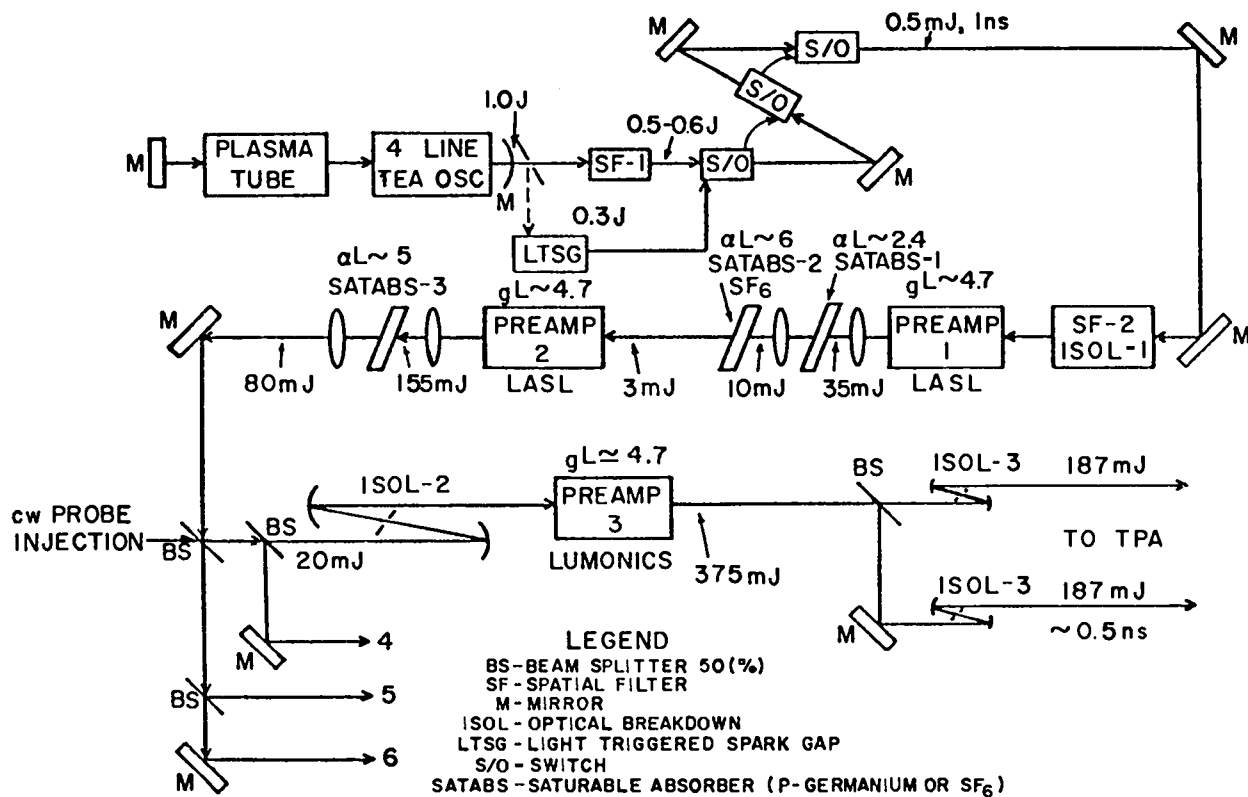 M
S/O
0.5mJ, 1ns
M
S/O
1.0J
0.5-0.6J
M
PLASMA
TUBE
4 LINE
TEA OSC
M
SF-1
S/O
M
0.3J
LTSG
αL~5
SATABS-3
gL~4.7
αL~6
SATABS-2
SF6
αL~2.4
SATABS-1
gL~4.7
M
PREAMP
2
LASL
PREAMP
1
LASL
SF-2
ISOL-1
M
80mJ
155mJ
3mJ
10mJ
35mJ
gL≃4.7
ISOL-2
PREAMP
3
LUMONICS
BS
ISOL-3
187mJ
cw PROBE
INJECTION
BS
BS
20mJ
375mJ
TO TPA
ISOL-3
187mJ
~0.5ns
M
M
4
BS
5
M
6
LEGEND
BS-BEAM SPLITTER 50(%)
SF-SPATIAL FILTER
M-MIRROR
ISOL-OPTICAL BREAKDOWN
LTSG-LIGHT TRIGGERED SPARK GAP
S/O-SWITCH
SATABS-SATURABLE ABSORBER (P-GERMANIUM OR SF6)